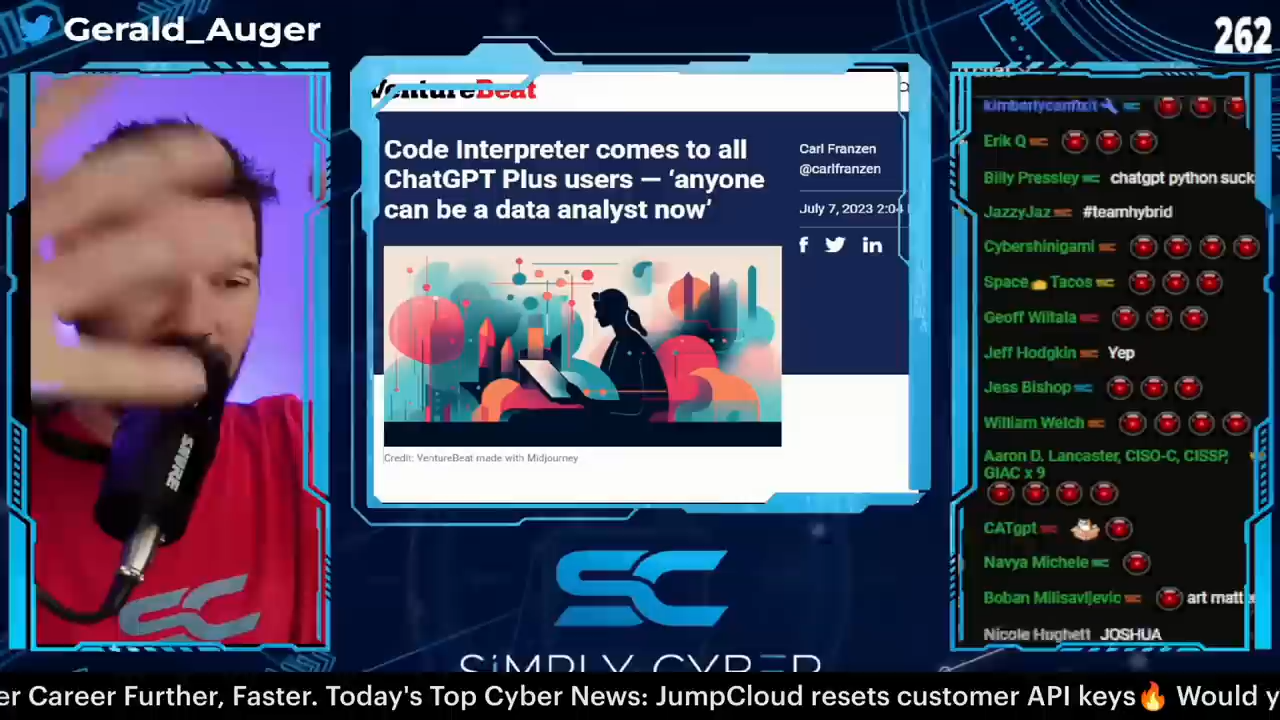 Gerald_Auger
262
VentureBeat
Code Interpreter comes to all
ChatGPT Plus users — ‘anyone
can be a data analyst now’
Carl Franzen
@carlfranzen
July 7, 2023 2:04
Credit: VentureBeat made with Midjourney
SHURE
SC
SC
SIMPLY CYBER
kimberlycanfixit
Erik Q
Billy Pressley chatgpt python suck
JazzyJaz #teamhybrid
Cybershinigami
Space Tacos
Geoff Wiltala
Jeff Hodgkin Yep
Jess Bishop
William Welch
Aaron D. Lancaster, CISO-C, CISSP,
GIAC x 9
CATgpt
Navya Michele
Boban Milisavljevic art matt
Nicole Hughett JOSHUA
er Career Further, Faster. Today's Top Cyber News: JumpCloud resets customer API keys🔥 Would y